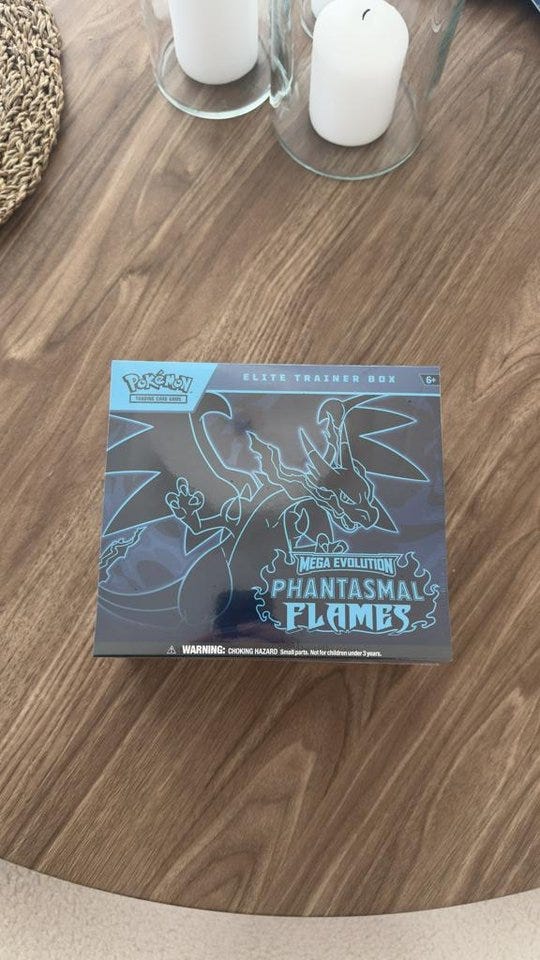 POKÉMON
TRADING CARD GAME
ELITE TRAINER BOX
6+
MEGA EVOLUTION
PHANTASMAL
FLAMES
WARNING: CHOKING HAZARD Small parts. Not for children under 3 years.